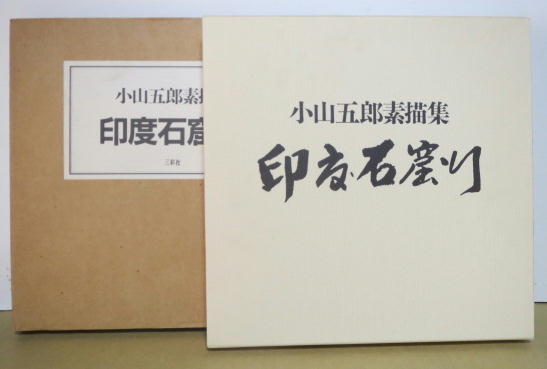 小山五郎素描
印度石窟
三彩社
小山五郎素描集
印度石窟刻